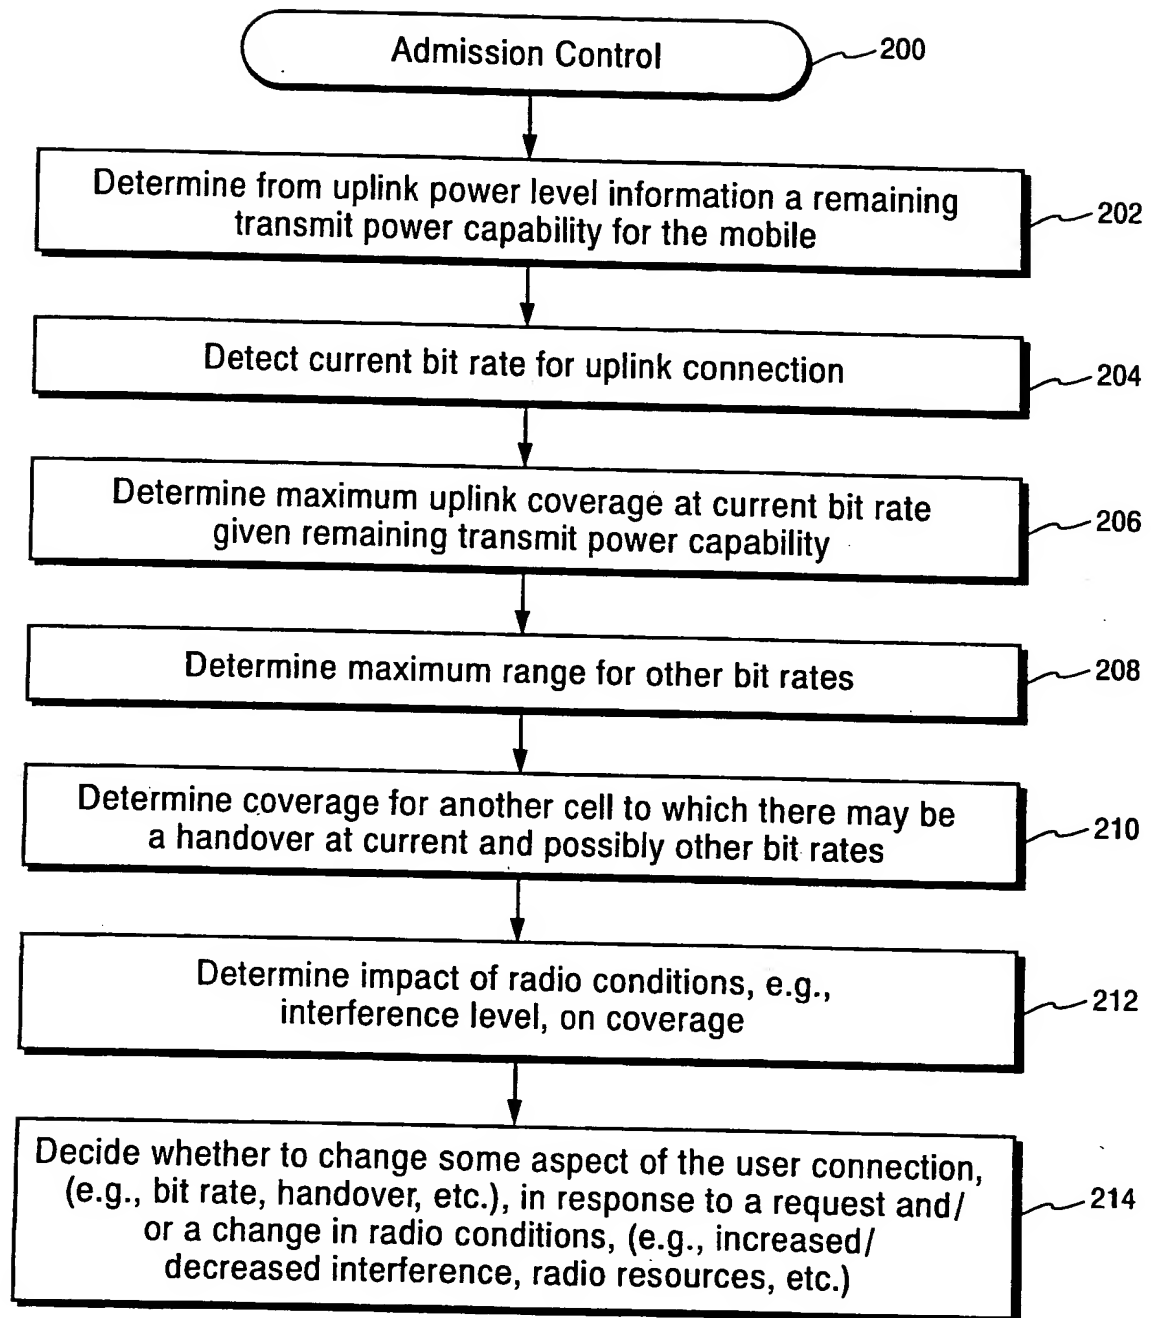 Admission Control
200
Determine from uplink power level information a remaining
transmit power capability for the mobile
202
Detect current bit rate for uplink connection
204
Determine maximum uplink coverage at current bit rate
given remaining transmit power capability
206
Determine maximum range for other bit rates
208
Determine coverage for another cell to which there may be
a handover at current and possibly other bit rates
210
Determine impact of radio conditions, e.g.,
interference level, on coverage
212
Decide whether to change some aspect of the user connection,
(e.g., bit rate, handover, etc.), in response to a request and/
or a change in radio conditions, (e.g., increased/
decreased interference, radio resources, etc.)
214